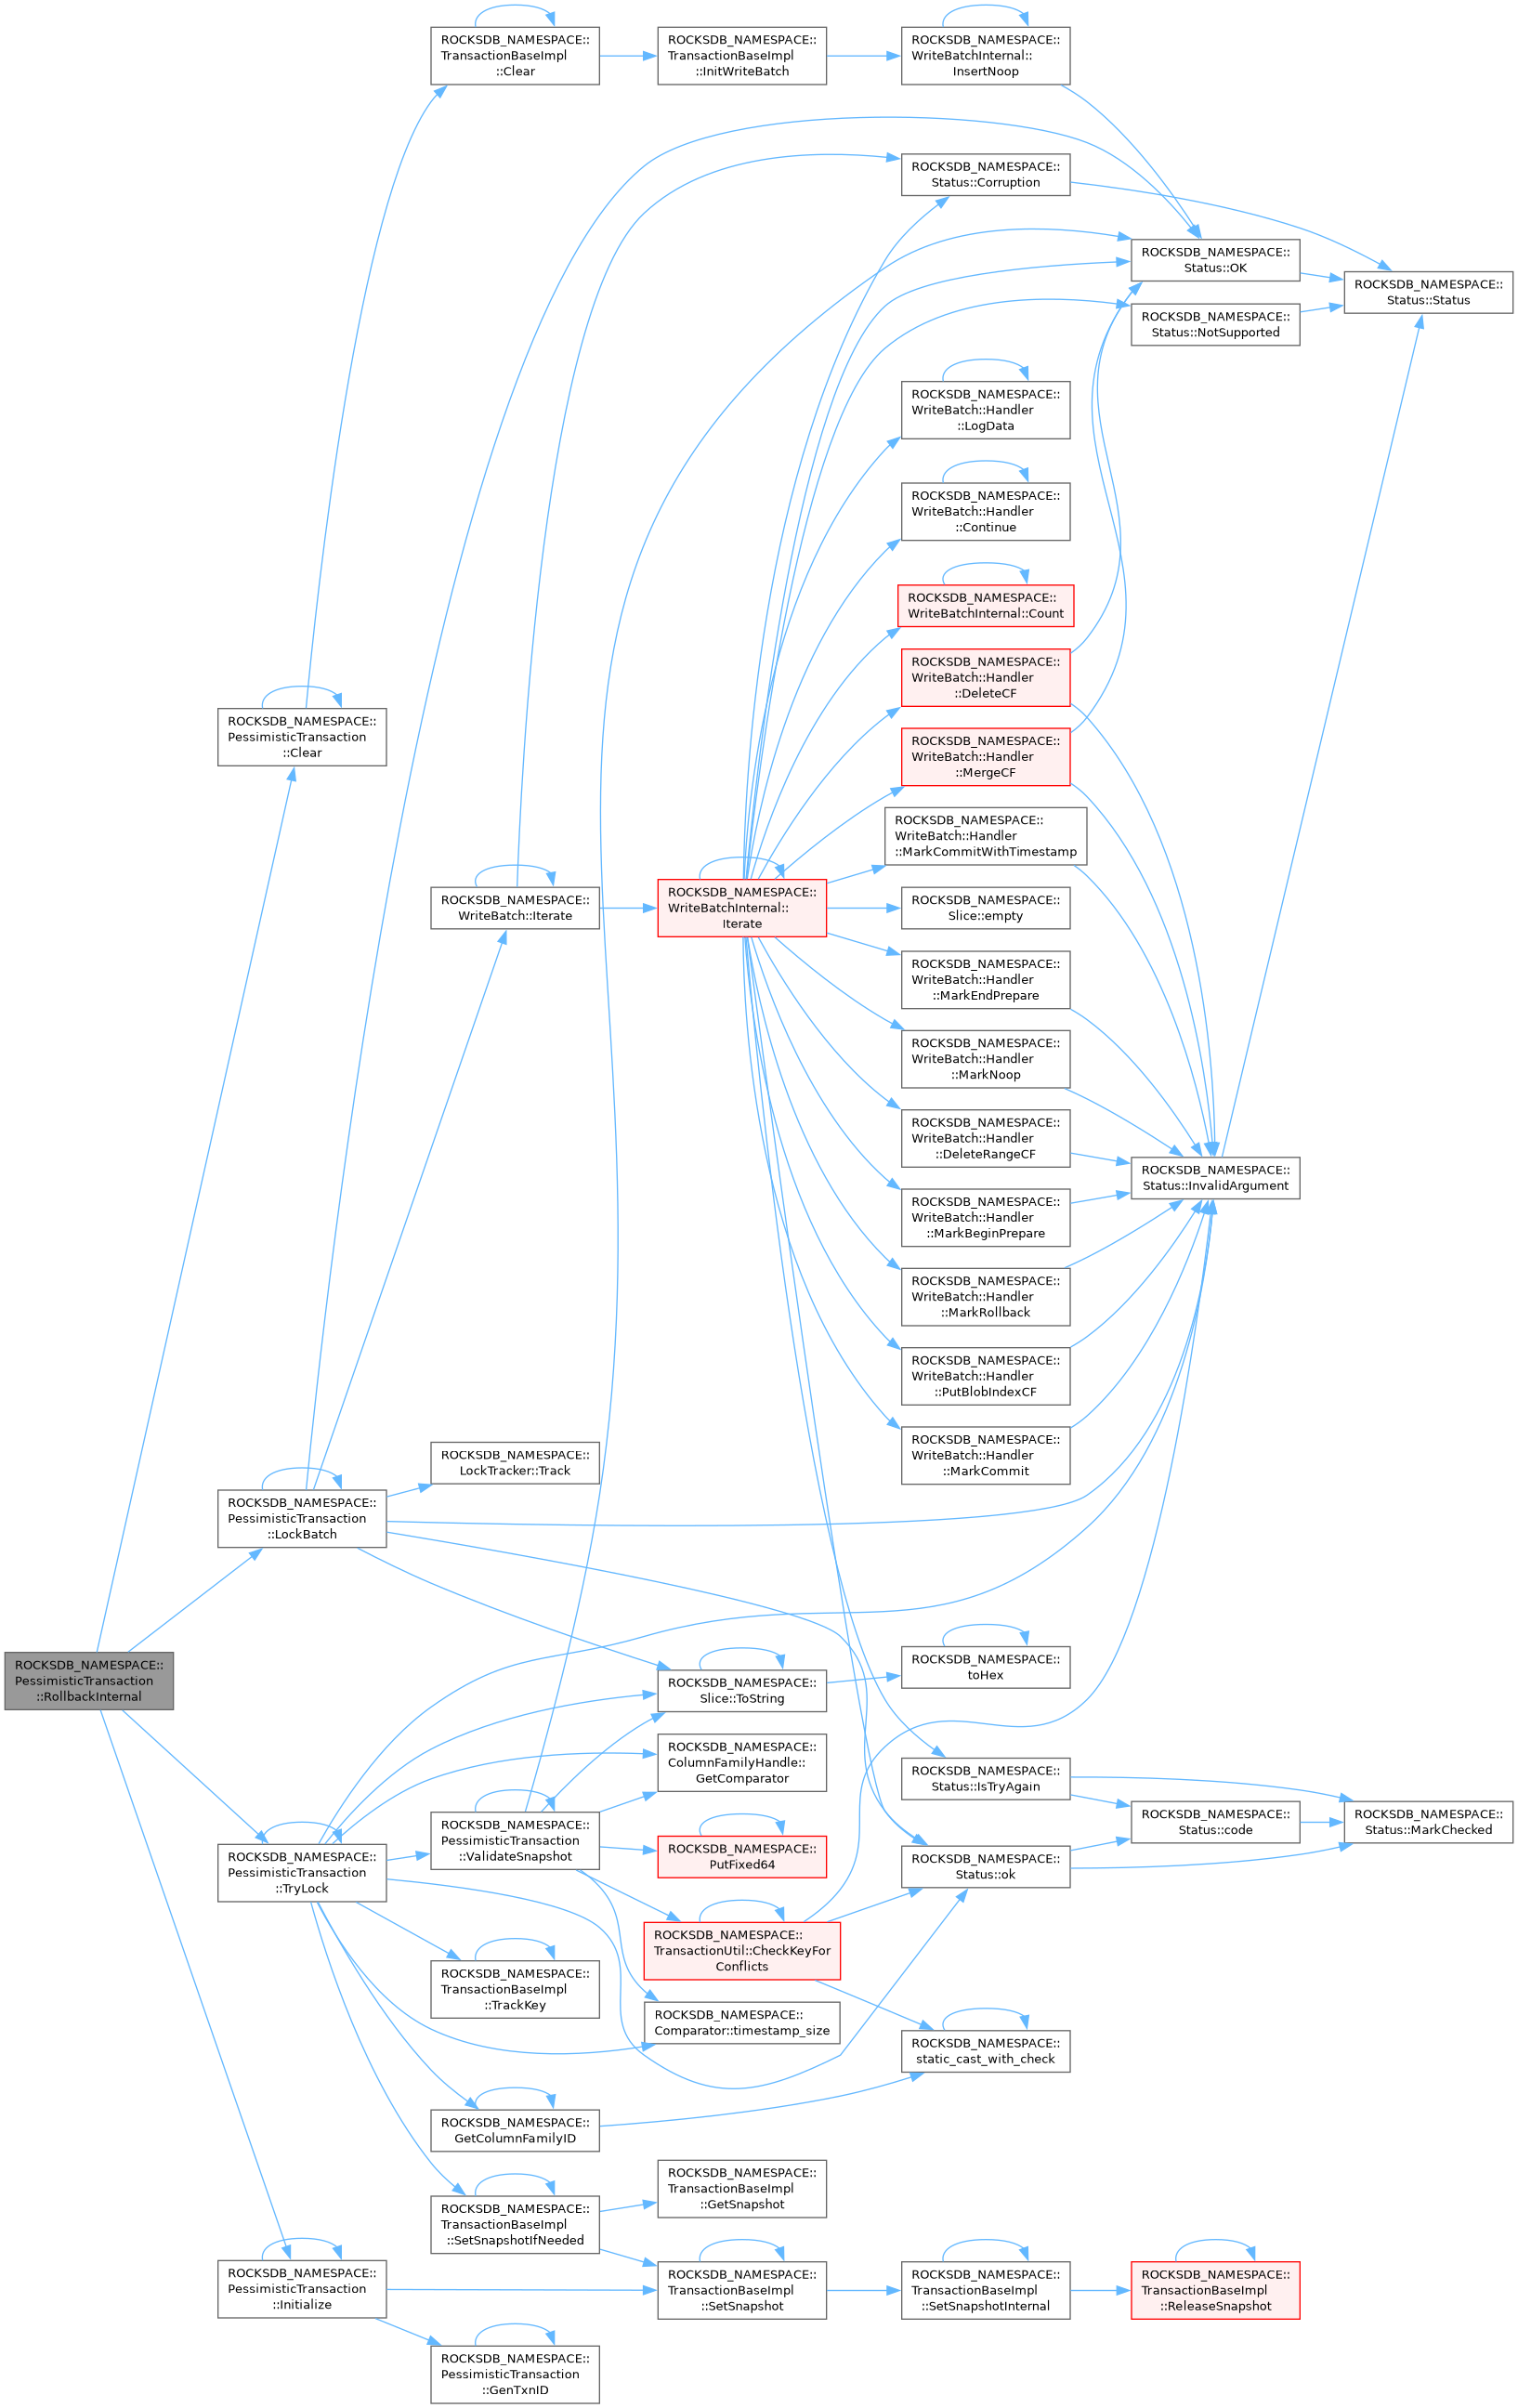 ROCKSDB_NAMESPACE::
PessimisticTransaction
::RollbackInternal
ROCKSDB_NAMESPACE::
PessimisticTransaction
::Clear
ROCKSDB_NAMESPACE::
PessimisticTransaction
::LockBatch
ROCKSDB_NAMESPACE::
PessimisticTransaction
::TryLock
ROCKSDB_NAMESPACE::
PessimisticTransaction
::Initialize
ROCKSDB_NAMESPACE::
TransactionBaseImpl
::Clear
ROCKSDB_NAMESPACE::
WriteBatch::Iterate
ROCKSDB_NAMESPACE::
LockTracker::Track
ROCKSDB_NAMESPACE::
PessimisticTransaction
::ValidateSnapshot
ROCKSDB_NAMESPACE::
TransactionBaseImpl
::TrackKey
ROCKSDB_NAMESPACE::
GetColumnFamilyID
ROCKSDB_NAMESPACE::
TransactionBaseImpl
::SetSnapshotIfNeeded
ROCKSDB_NAMESPACE::
PessimisticTransaction
::GenTxnID
ROCKSDB_NAMESPACE::
TransactionBaseImpl
::InitWriteBatch
ROCKSDB_NAMESPACE::
WriteBatchInternal::
Iterate
ROCKSDB_NAMESPACE::
Slice::ToString
ROCKSDB_NAMESPACE::
ColumnFamilyHandle::
GetComparator
ROCKSDB_NAMESPACE::
PutFixed64
ROCKSDB_NAMESPACE::
TransactionUtil::CheckKeyFor
Conflicts
ROCKSDB_NAMESPACE::
Comparator::timestamp_size
ROCKSDB_NAMESPACE::
TransactionBaseImpl
::GetSnapshot
ROCKSDB_NAMESPACE::
TransactionBaseImpl
::SetSnapshot
ROCKSDB_NAMESPACE::
WriteBatchInternal::
InsertNoop
ROCKSDB_NAMESPACE::
Status::Corruption
ROCKSDB_NAMESPACE::
WriteBatch::Handler
::LogData
ROCKSDB_NAMESPACE::
WriteBatch::Handler
::Continue
ROCKSDB_NAMESPACE::
WriteBatchInternal::Count
ROCKSDB_NAMESPACE::
WriteBatch::Handler
::DeleteCF
ROCKSDB_NAMESPACE::
WriteBatch::Handler
::MergeCF
ROCKSDB_NAMESPACE::
WriteBatch::Handler
::MarkCommitWithTimestamp
ROCKSDB_NAMESPACE::
Slice::empty
ROCKSDB_NAMESPACE::
WriteBatch::Handler
::MarkEndPrepare
ROCKSDB_NAMESPACE::
WriteBatch::Handler
::MarkNoop
ROCKSDB_NAMESPACE::
WriteBatch::Handler
::DeleteRangeCF
ROCKSDB_NAMESPACE::
WriteBatch::Handler
::MarkBeginPrepare
ROCKSDB_NAMESPACE::
WriteBatch::Handler
::MarkRollback
ROCKSDB_NAMESPACE::
WriteBatch::Handler
::PutBlobIndexCF
ROCKSDB_NAMESPACE::
WriteBatch::Handler
::MarkCommit
ROCKSDB_NAMESPACE::
toHex
ROCKSDB_NAMESPACE::
Status::IsTryAgain
ROCKSDB_NAMESPACE::
Status::ok
ROCKSDB_NAMESPACE::
static_cast_with_check
ROCKSDB_NAMESPACE::
TransactionBaseImpl
::SetSnapshotInternal
ROCKSDB_NAMESPACE::
Status::OK
ROCKSDB_NAMESPACE::
Status::NotSupported
ROCKSDB_NAMESPACE::
Status::InvalidArgument
ROCKSDB_NAMESPACE::
Status::code
ROCKSDB_NAMESPACE::
TransactionBaseImpl
::ReleaseSnapshot
ROCKSDB_NAMESPACE::
Status::Status
ROCKSDB_NAMESPACE::
Status::MarkChecked